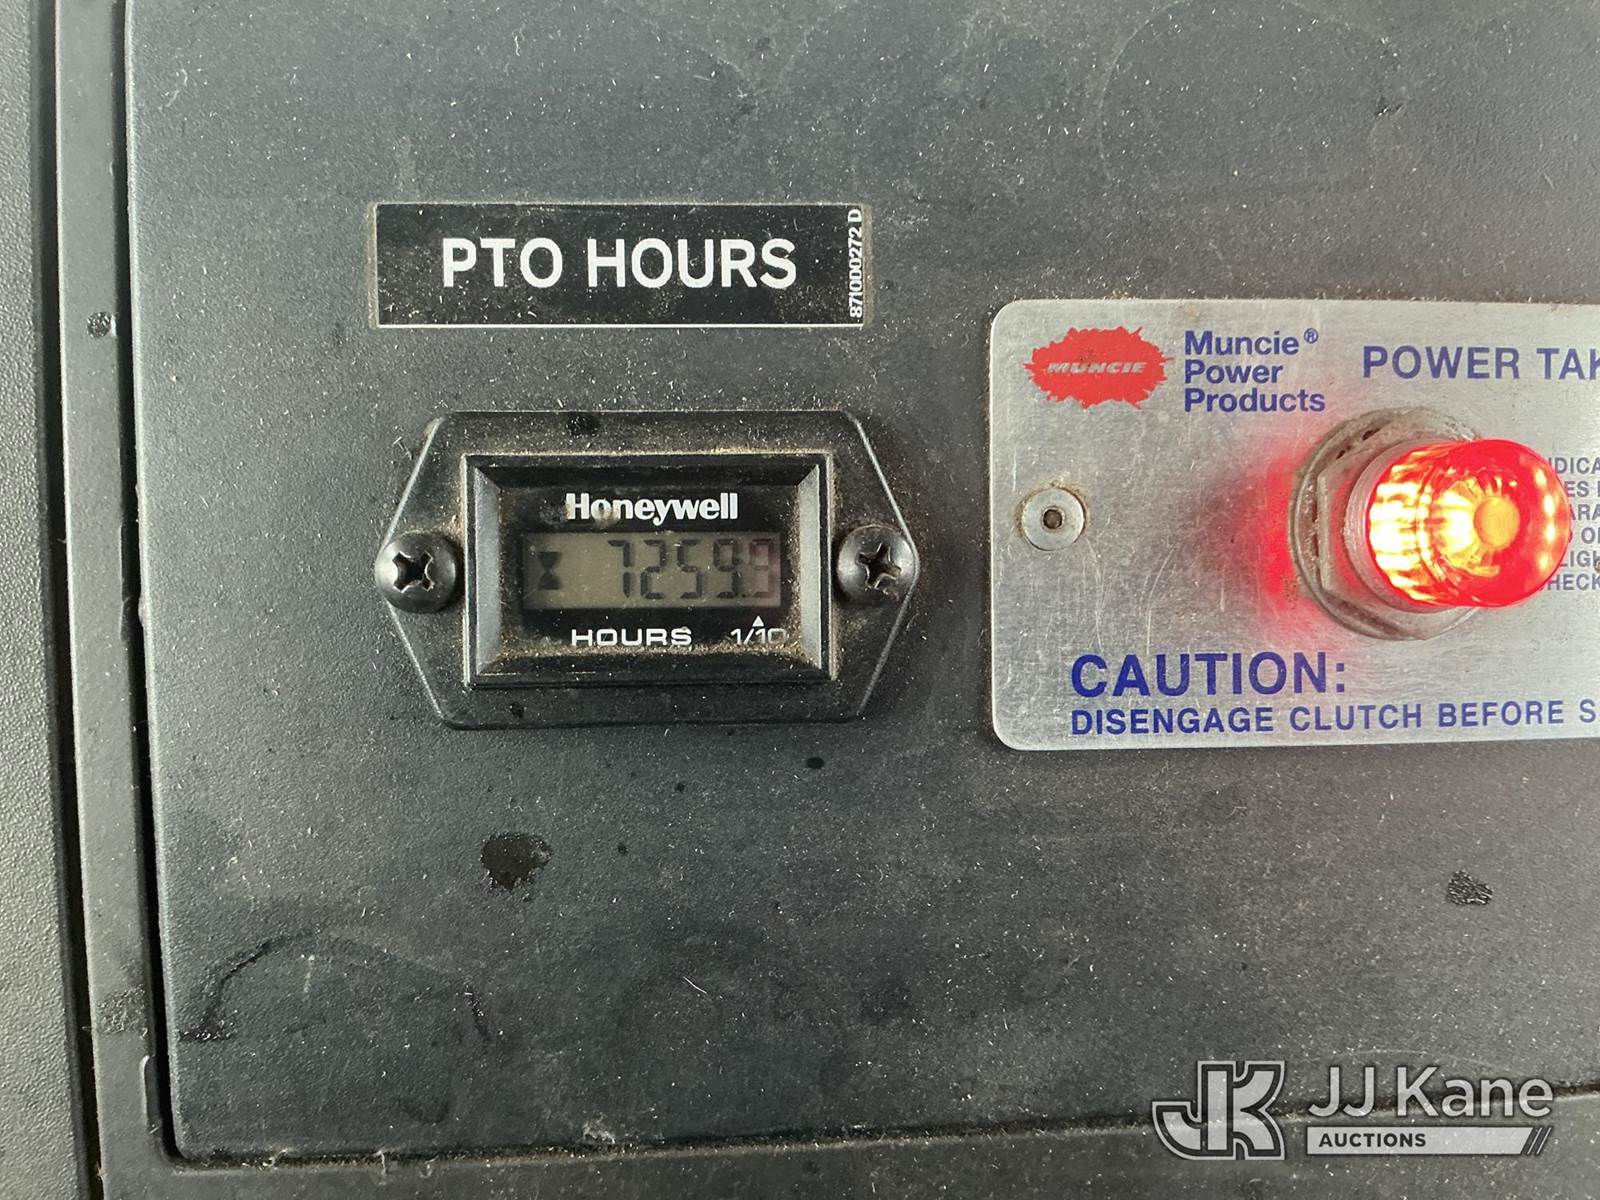 PTO HOURS
871000272 D
Honeywell
7259.9
HOURS 1/10
MUNCIE
Muncie®
Power
Products
POWER TAK
CAUTION:
DISENGAGE CLUTCH BEFORE S
JK
JJ Kane
AUCTIONS